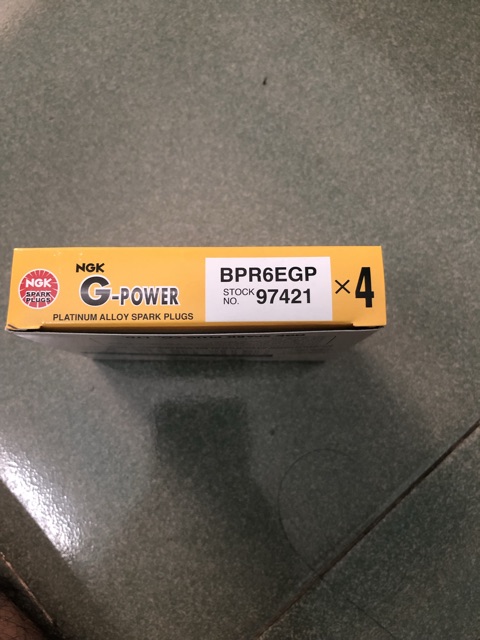 NGK
SPARK
PLUGS
NGK
G-POWER
PLATINUM ALLOY SPARK PLUGS
BPR6EGP
STOCK
NO. 97421
×4